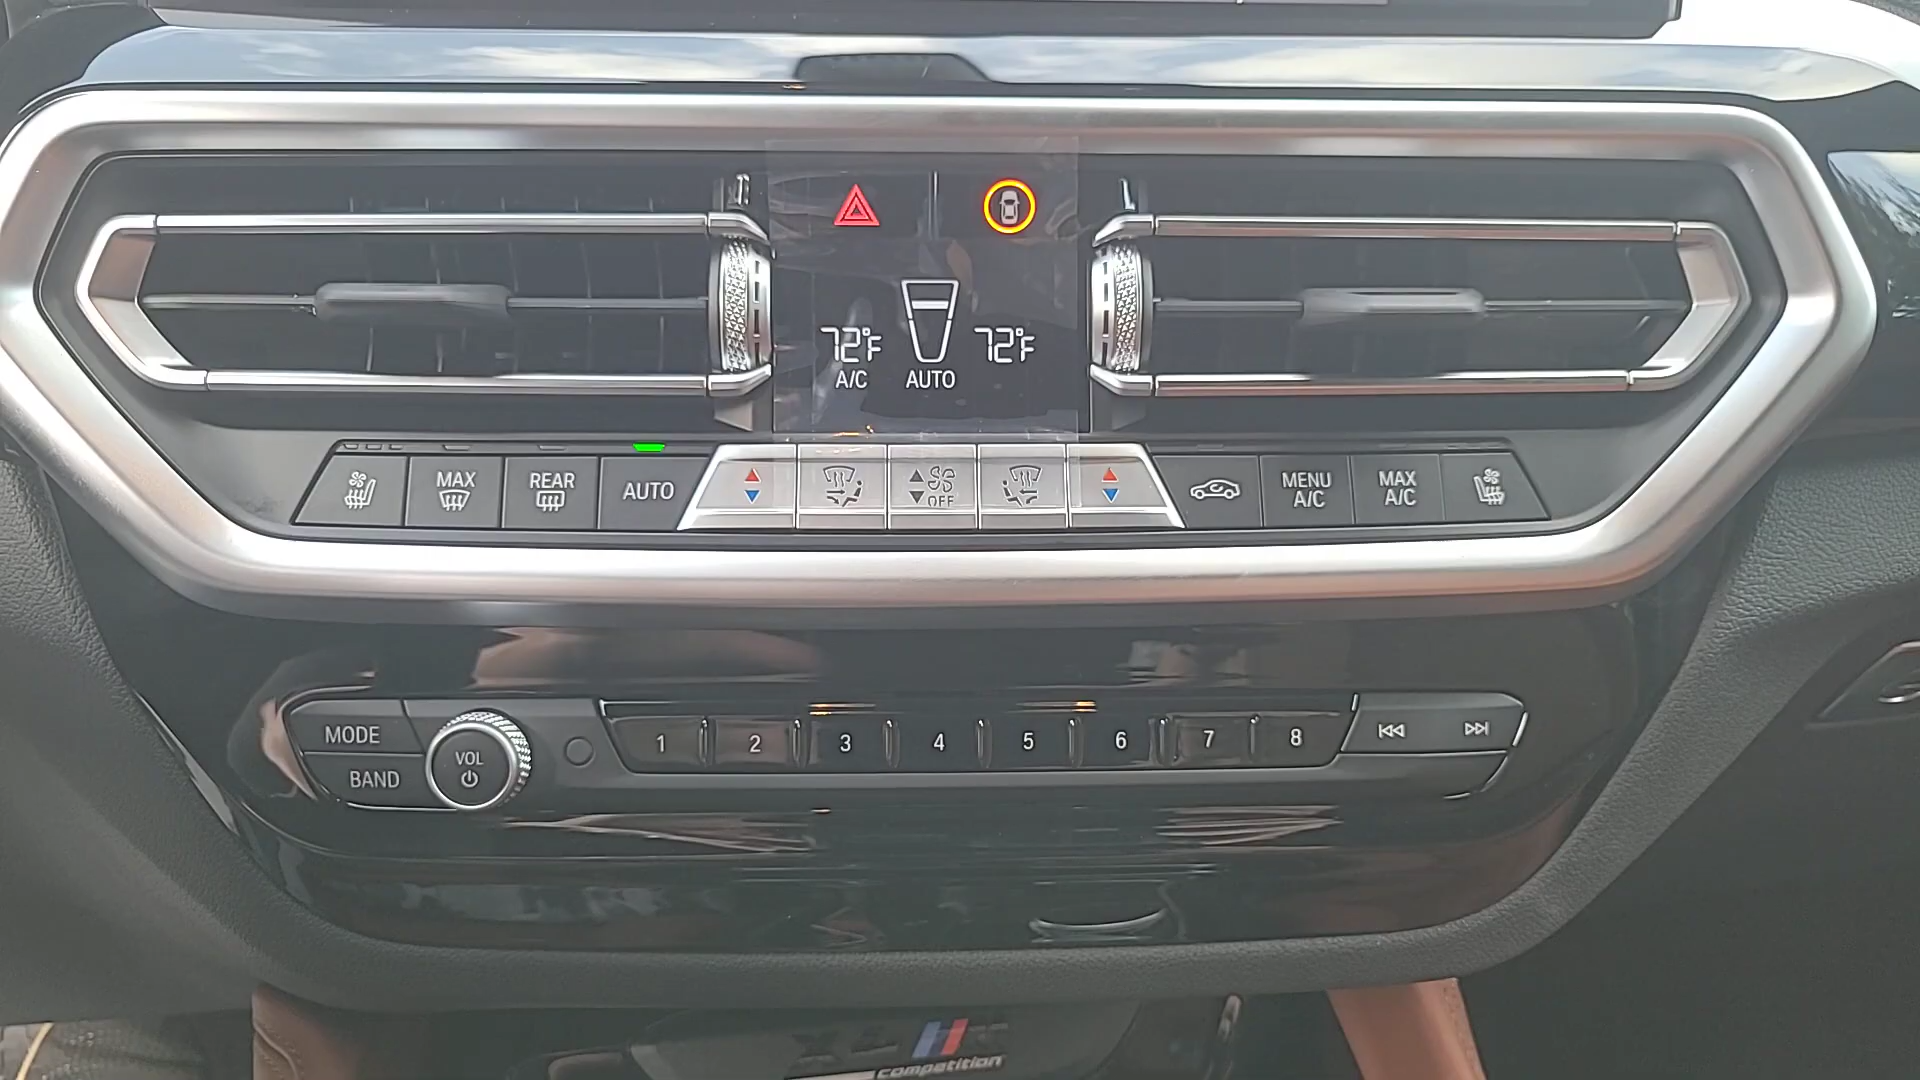 72°F
72°F
A/C
AUTO
MAX
REAR
AUTO
OFF
MENU
A/C
MAX
A/C
MODE
BAND
VOL
1
2
3
4
5
6
7
8
competition